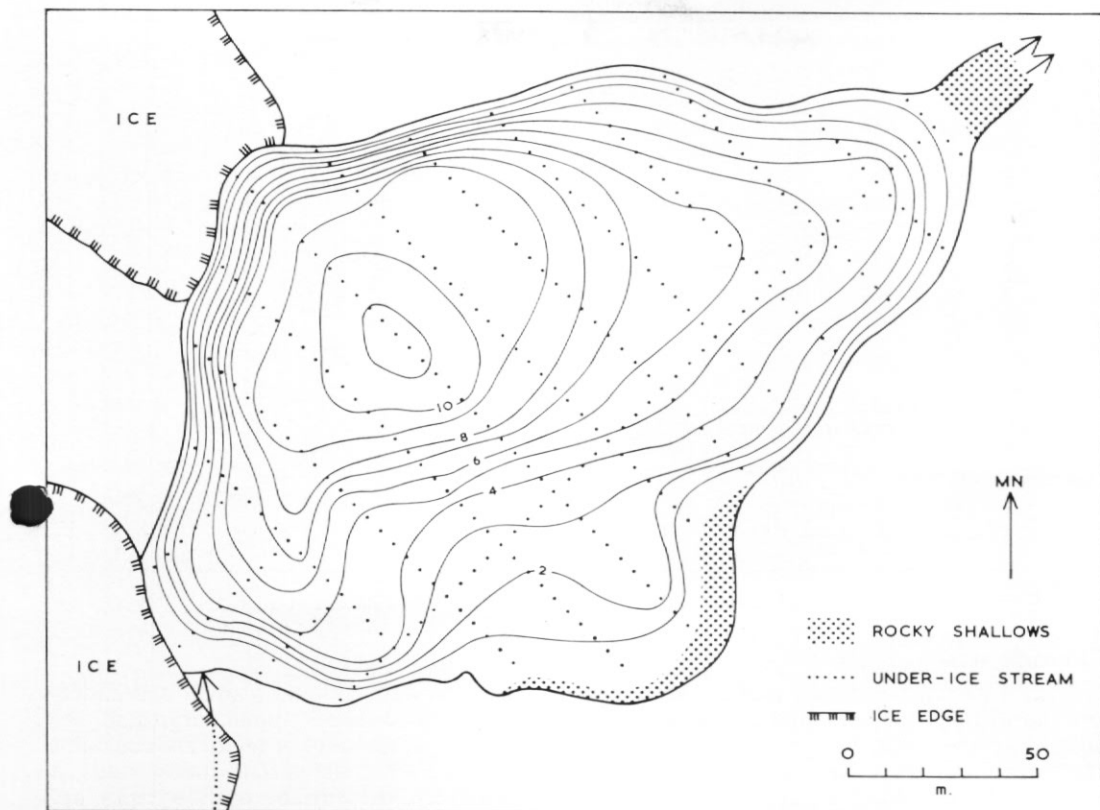 ICE
10
8
6
4
2
MN
ROCKY SHALLOWS
ICE
UNDER-ICE STREAM
ICE EDGE
0 50
m.